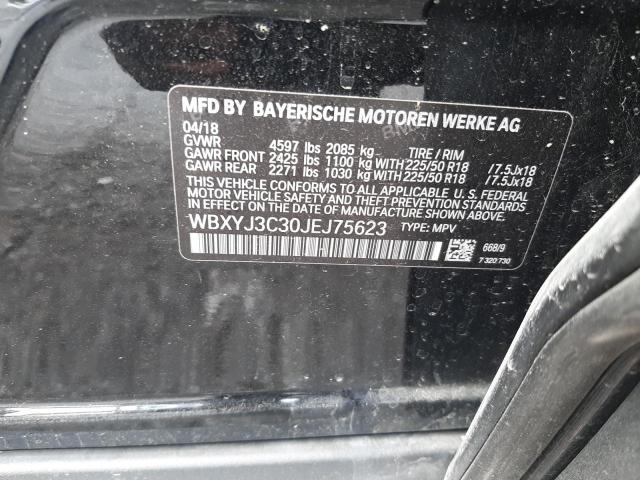 MFD BY BAYERISCHE MOTOREN WERKE AG
04/18
GVWR 4597 lbs 2085 kg TIRE / RIM
GAWR FRONT 2425 lbs 1100 kg WITH 225/50 R18 /7.5Jx18
GAWR REAR 2271 lbs 1030 kg WITH 225/50 R18 /7.5Jx18
THIS VEHICLE CONFORMS TO ALL APPLICABLE U.S. FEDERAL
MOTOR VEHICLE SAFETY AND THEFT PREVENTION STANDARDS
IN EFFECT ON THE DATE OF MANUFACTURE SHOWN ABOVE.
WBXYJ3C30JEJ75623 TYPE: MPV
668/9
7 320 730